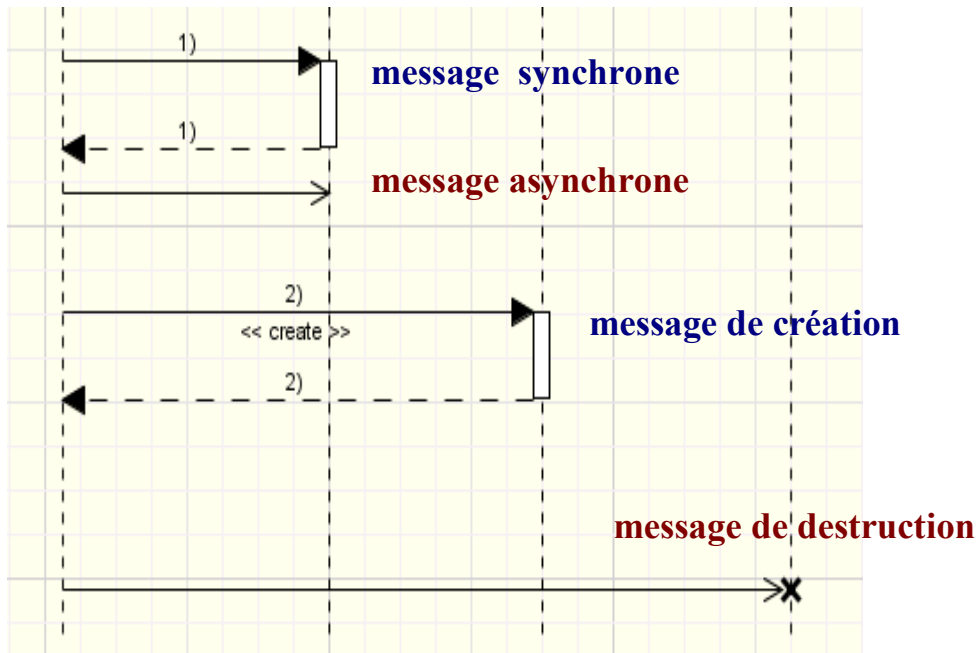 1)
message synchrone
1)
message asynchrone
2)
<< create >>
message de création
2)
message de destruction